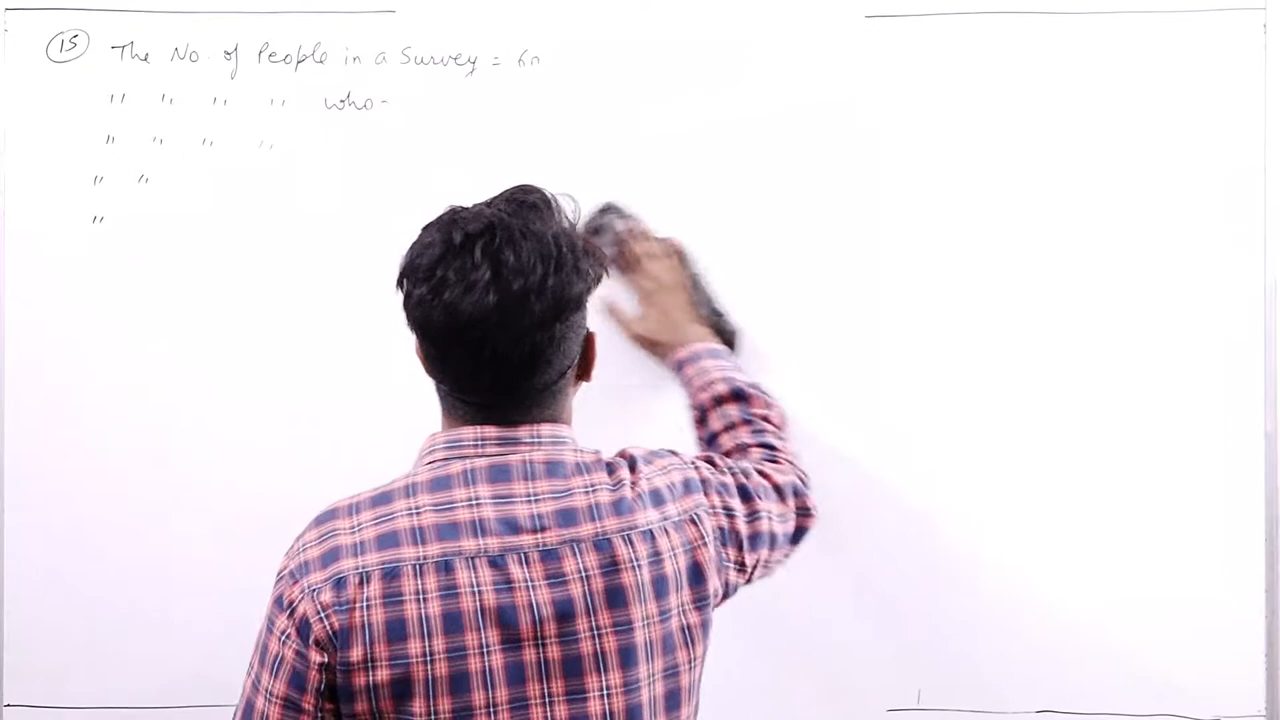 15 The No. of People in a Survey = 60
" " " " who-
" " " "
" "
"